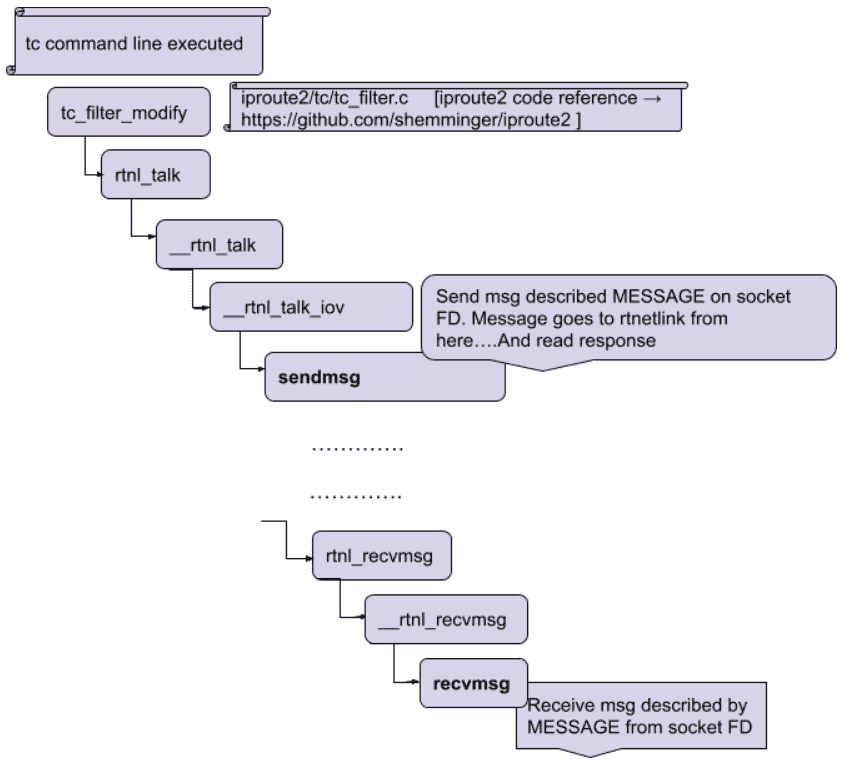 tc command line executed
tc_filter_modify
iproute2/tc/tc_filter.c [iproute2 code reference →
https://github.com/shemminger/iproute2 ]
rtnl_talk
__rtnl_talk
__rtnl_talk_iov
Send msg described MESSAGE on socket
FD. Message goes to rtnetlink from
here….And read response
sendmsg
.............
.............
rtnl_recvmsg
__rtnl_recvmsg
recvmsg
Receive msg described by
MESSAGE from socket FD